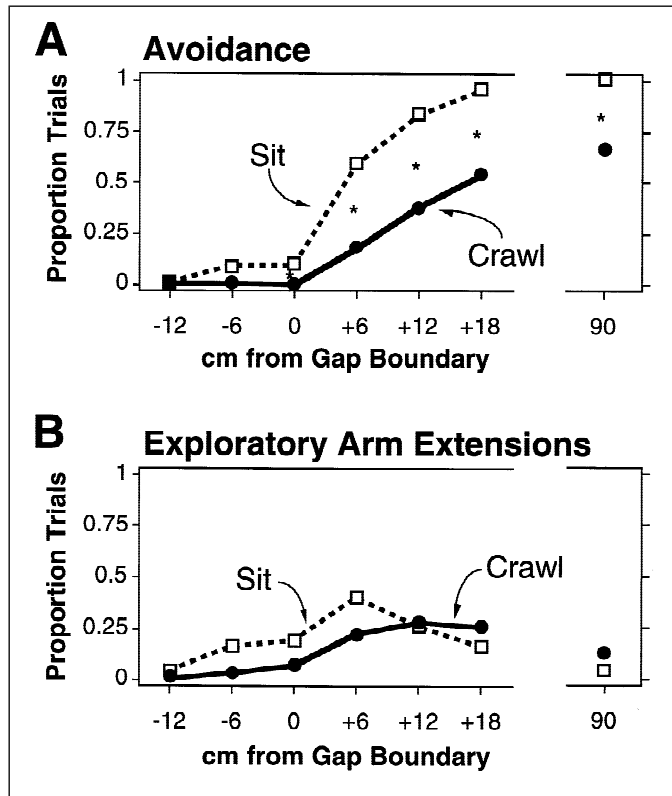 A Avoidance
Proportion Trials
1
0.75
0.5
0.25
0
Sit
Crawl
*
*
*
*
*
-12 -6 0 +6 +12 +18 90
cm from Gap Boundary
B Exploratory Arm Extensions
Proportion Trials
1
0.75
0.5
0.25
0
Sit
Crawl
-12 -6 0 +6 +12 +18 90
cm from Gap Boundary